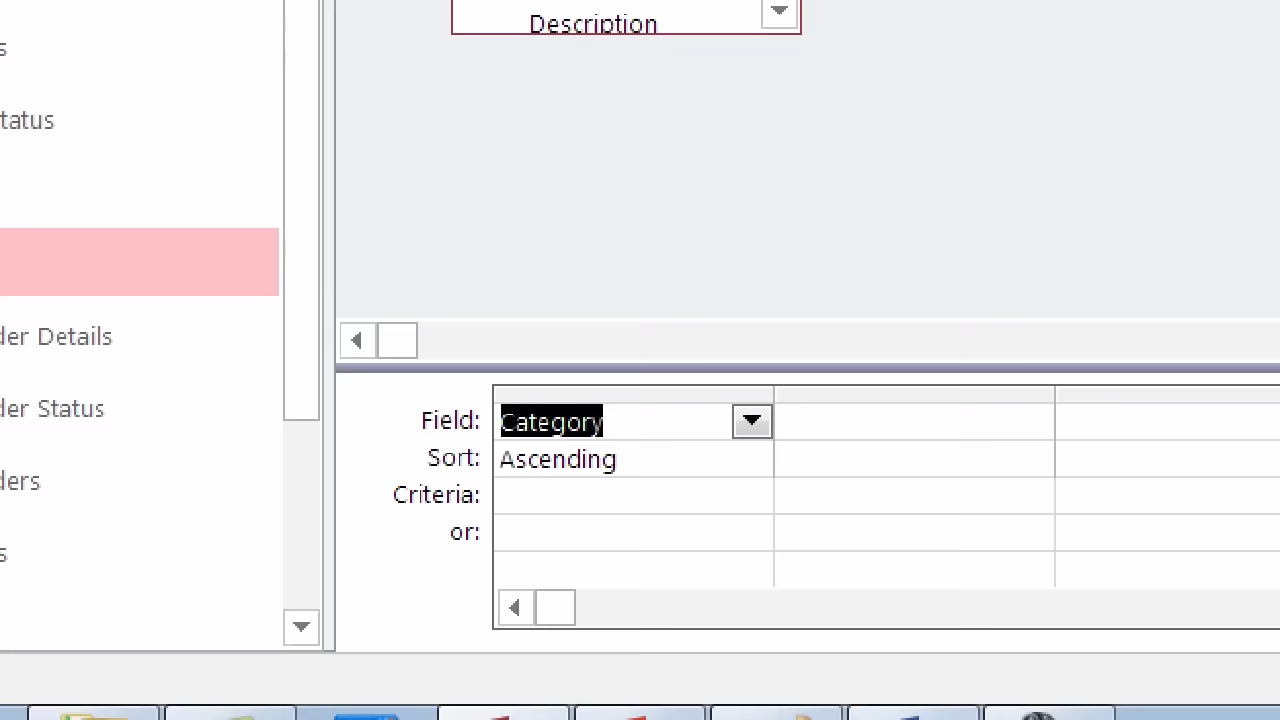 Description
tatus
der Details
der Status
ders
Field: Category
Sort: Ascending
Criteria:
or: